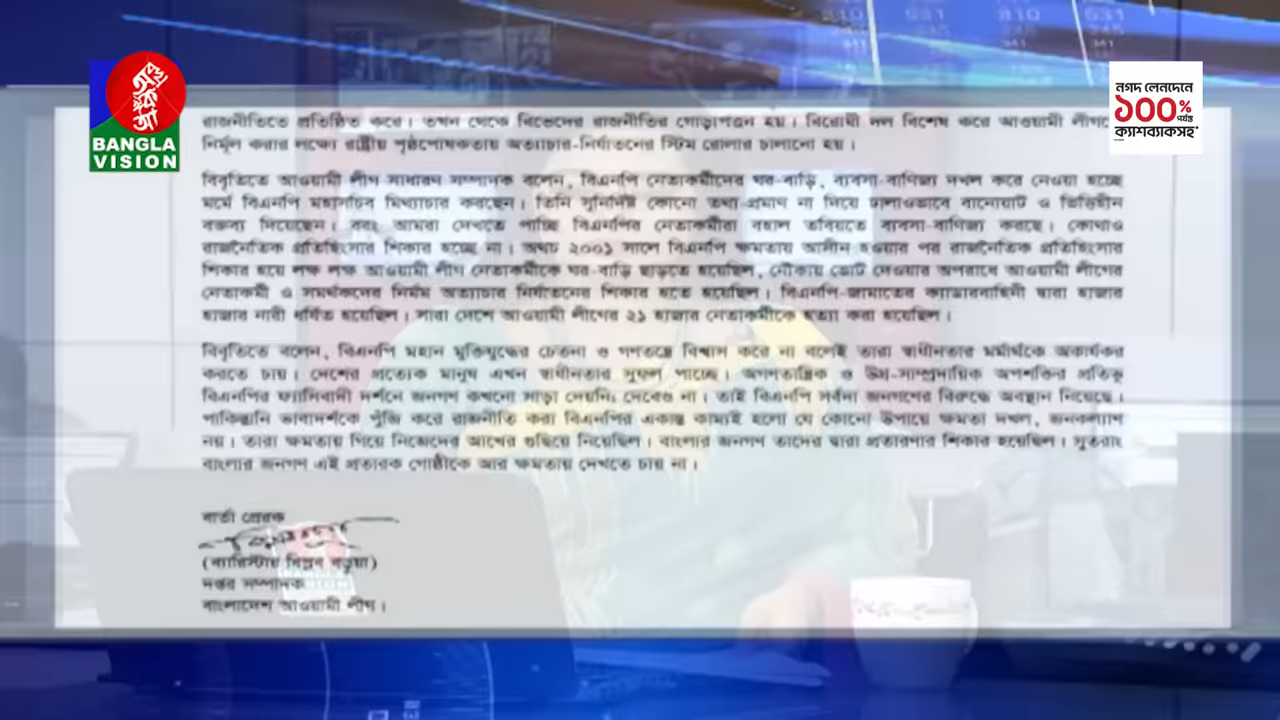 BANGLA
VISION
নগদ লেনদেনে
১০০%
পর্যন্ত
ক্যাশব্যাকসহ*
রাজনীতিতে প্রতিষ্ঠিত করে। তখন থেকে বিভেদের রাজনীতির গোড়াপত্তন হয়। বিরোধী দল বিশেষ করে আওয়ামী লীগকে
নির্মূল করার লক্ষ্যে রাষ্ট্রীয় পৃষ্ঠপোষকতায় অত্যাচার-নির্যাতনের স্টিম রোলার চালানো হয়।
বিবৃতিতে আওয়ামী লীগ সাধারণ সম্পাদক বলেন, বিএনপি নেতাকর্মীদের ঘর-বাড়ি, ব্যবসা-বাণিজ্য দখল করে নেওয়া হচ্ছে
মর্মে বিএনপি মহাসচিব মিথ্যাচার করছেন। তিনি সুনির্দিষ্ট কোনো তথ্য-প্রমাণ না দিয়ে ঢালাওভাবে বানোয়াট ও ভিত্তিহীন
বক্তব্য দিয়েছেন। বরং আমরা দেখতে পাচ্ছি বিএনপির নেতাকর্মীরা বহাল তবিয়তে ব্যবসা-বাণিজ্য করছে। কোথাও
রাজনৈতিক প্রতিহিংসার শিকার হচ্ছে না। অথচ ২০০১ সালে বিএনপি ক্ষমতায় আসীন হওয়ার পর রাজনৈতিক প্রতিহিংসার
শিকার হয়ে লক্ষ লক্ষ আওয়ামী লীগ নেতাকর্মীকে ঘর-বাড়ি ছাড়তে হয়েছিল, নৌকায় ভোট দেওয়ার অপরাধে আওয়ামী লীগের
নেতাকর্মী ও সমর্থকদের নির্মম অত্যাচার নির্যাতনের শিকার হতে হয়েছিল। বিএনপি-জামাতের ক্যাডারবাহিনী দ্বারা হাজার
হাজার নারী ধর্ষিত হয়েছিল। সারা দেশে আওয়ামী লীগের ২১ হাজার নেতাকর্মীকে হত্যা করা হয়েছিল।
বিবৃতিতে বলেন, বিএনপি মহান মুক্তিযুদ্ধের চেতনা ও গণতন্ত্রে বিশ্বাস করে না বলেই তারা স্বাধীনতার মর্মার্থকে অকার্যকর
করতে চায়। দেশের প্রত্যেক মানুষ এখন স্বাধীনতার সুফল পাচ্ছে। অগণতান্ত্রিক ও উগ্র-সাম্প্রদায়িক অপশক্তির প্রতিভূ
বিএনপির ফ্যাসিবাদী দর্শনে জনগণ কখনো সাড়া দেয়নি; দেবেও না। তাই বিএনপি সর্বদা জনগণের বিরুদ্ধে অবস্থান নিয়েছে।
পাকিস্তানি ভাবাদর্শকে পুঁজি করে রাজনীতি করা বিএনপির একান্ত কাম্যই হলো যে কোনো উপায়ে ক্ষমতা দখল, জনকল্যাণ
নয়। তারা ক্ষমতায় গিয়ে নিজেদের আখের গুছিয়ে নিয়েছিল। বাংলার জনগণ তাদের দ্বারা প্রতারণার শিকার হয়েছিল। সুতরাং
বাংলার জনগণ এই প্রতারক গোষ্ঠীকে আর ক্ষমতায় দেখতে চায় না।
বার্তা প্রেরক
(ব্যারিস্টার বিপ্লব বড়ুয়া)
দপ্তর সম্পাদক
বাংলাদেশ আওয়ামী লীগ।